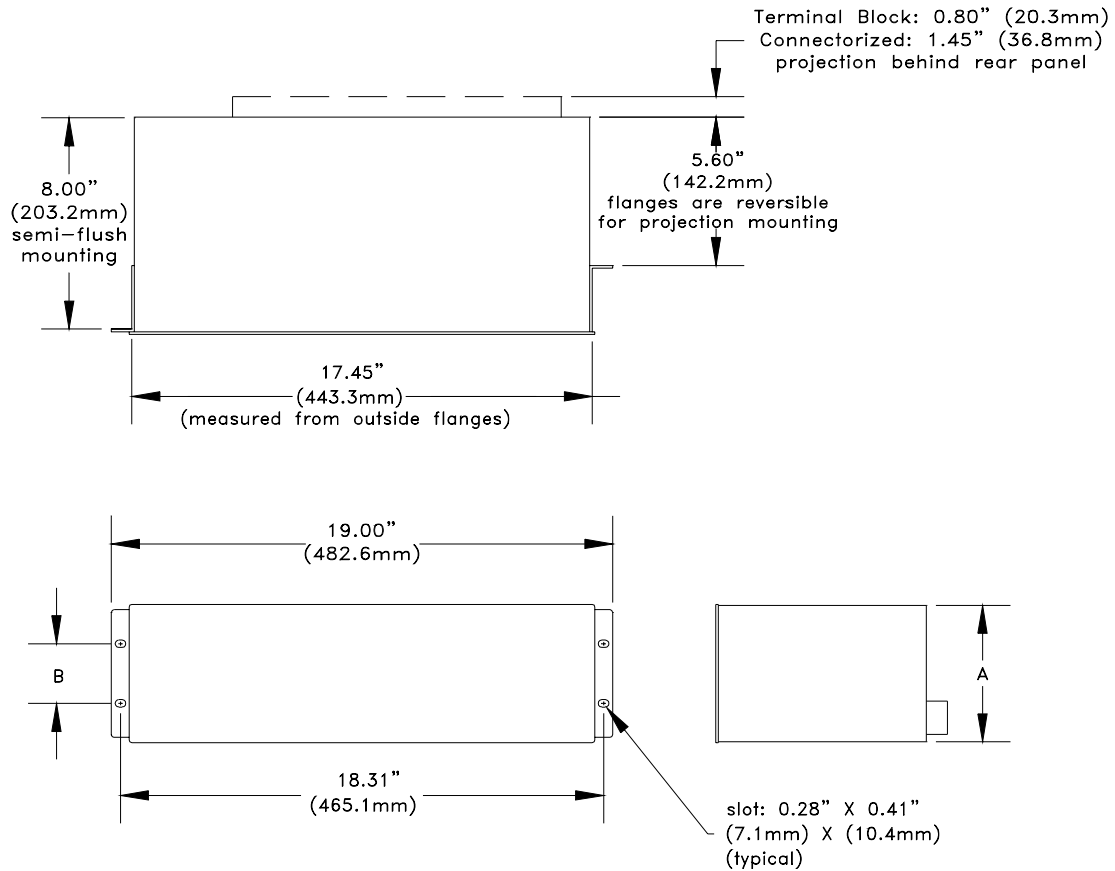 Terminal Block: 0.80” (20.3mm)
Connectorized: 1.45” (36.8mm)
projection behind rear panel
8.00”
(203.2mm)
semi–flush
mounting
5.60”
(142.2mm)
flanges are reversible
for projection mounting
17.45”
(443.3mm)
(measured from outside flanges)
19.00”
(482.6mm)
B
A
18.31”
(465.1mm)
slot: 0.28” X 0.41”
(7.1mm) X (10.4mm)
(typical)